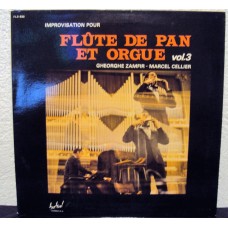 IMPROVISATION POUR
FLÛTE DE PAN
ET ORGUE vol.3
GHEORGHE ZAMFIR - MARCEL CELLIER